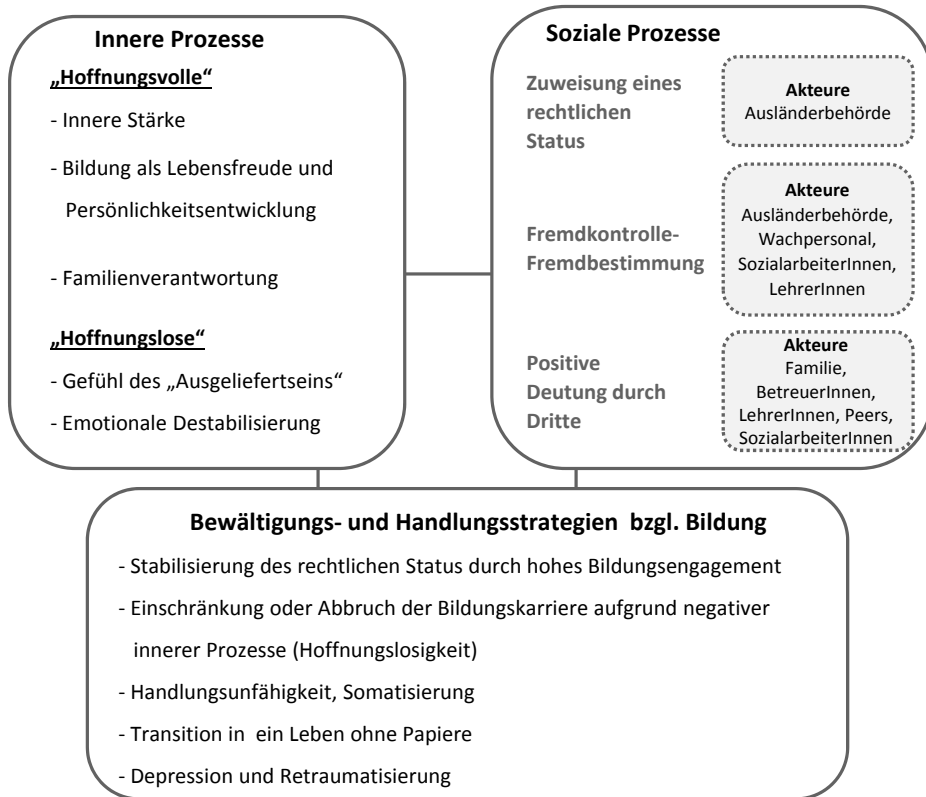 Innere Prozesse
„Hoffnungsvolle“
- Innere Stärke
- Bildung als Lebensfreude und
Persönlichkeitsentwicklung
- Familienverantwortung
„Hoffnungslose“
- Gefühl des „Ausgeliefertseins“
- Emotionale Destabilisierung
Soziale Prozesse
Zuweisung eines
rechtlichen
Status
Akteure
Ausländerbehörde
Fremdkontrolle-
Fremdbestimmung
Akteure
Ausländerbehörde,
Wachpersonal,
SozialarbeiterInnen,
LehrerInnen
Positive
Deutung durch
Dritte
Akteure
Familie,
BetreuerInnen,
LehrerInnen, Peers,
SozialarbeiterInnen
Bewältigungs- und Handlungsstrategien bzgl. Bildung
- Stabilisierung des rechtlichen Status durch hohes Bildungsengagement
- Einschränkung oder Abbruch der Bildungskarriere aufgrund negativer
innerer Prozesse (Hoffnungslosigkeit)
- Handlungsunfähigkeit, Somatisierung
- Transition in ein Leben ohne Papiere
- Depression und Retraumatisierung